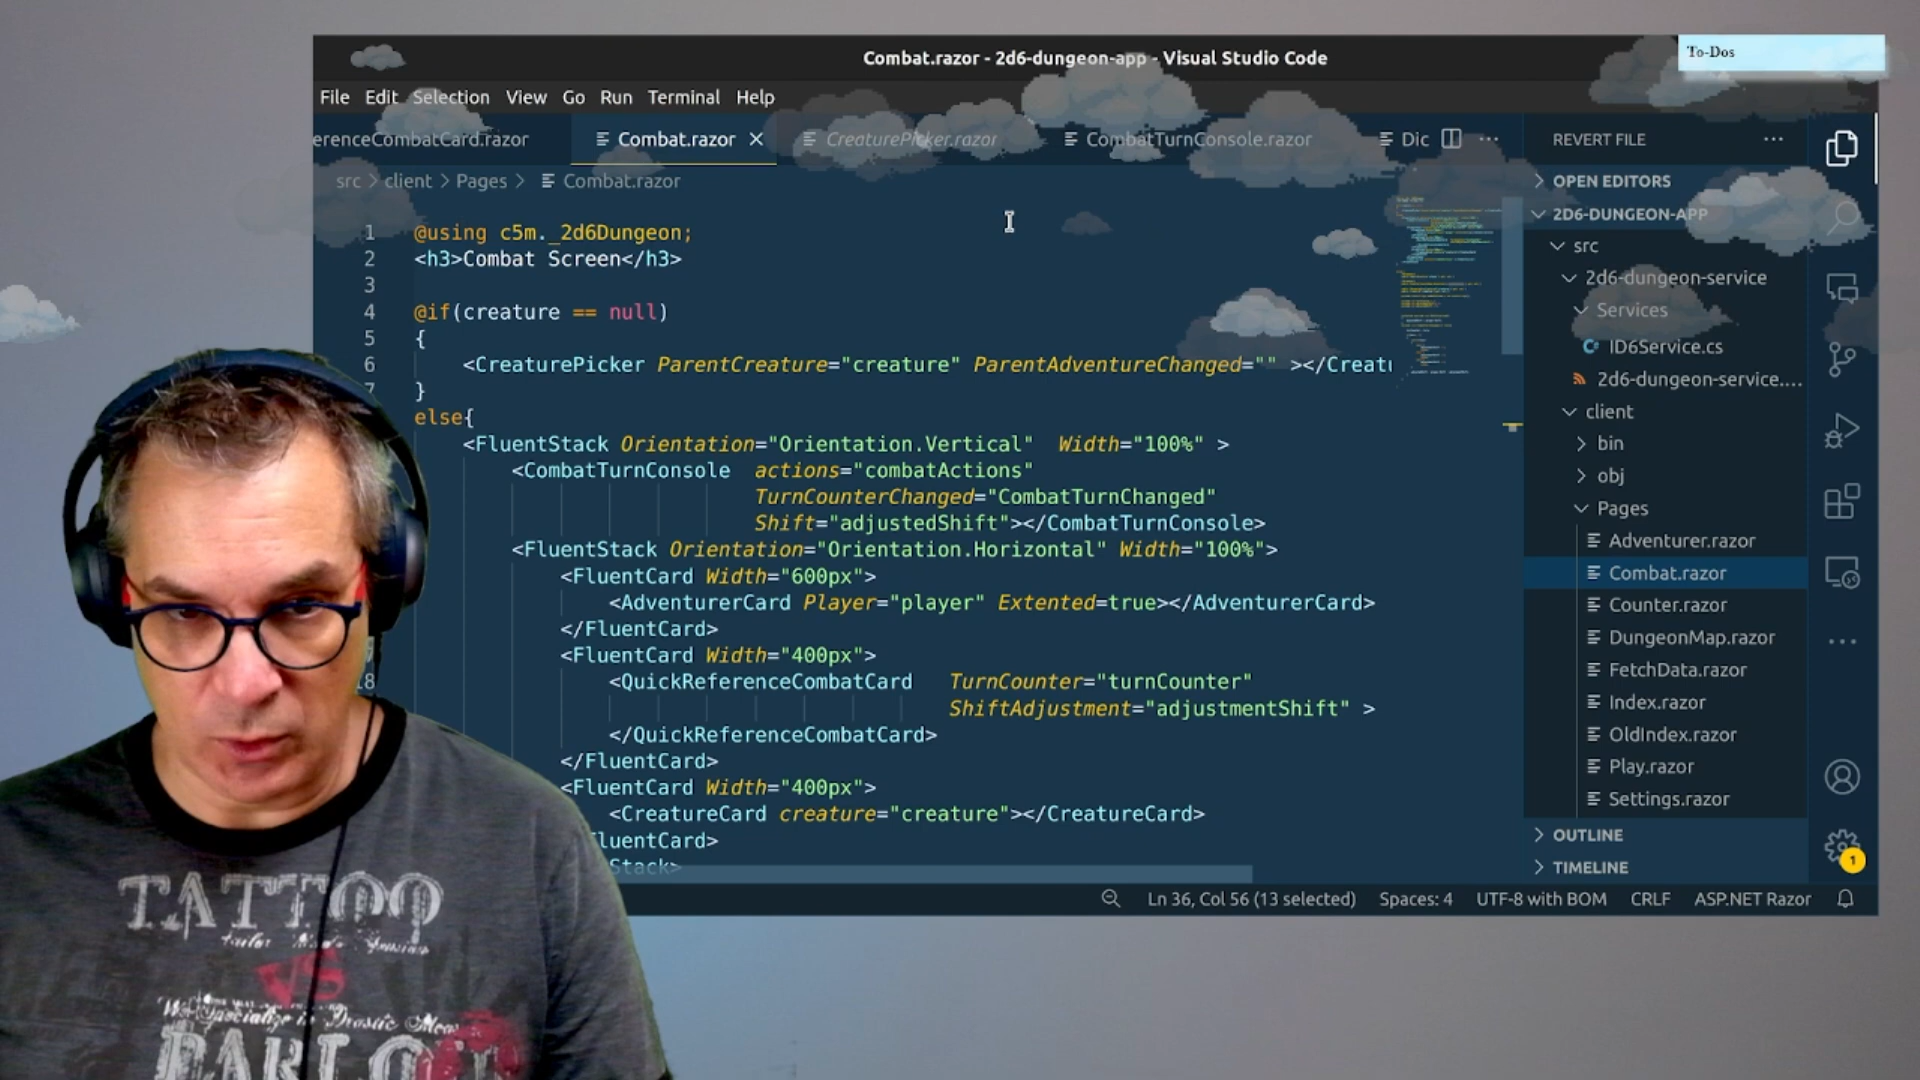 Combat.razor - 2d6-dungeon-app - Visual Studio Code
To-Dos
File Edit Selection View Go Run Terminal Help
erenceCombatCard.razor Combat.razor CreaturePicker.razor CombatTurnConsole.razor Dic
REVERT FILE
src > client > Pages > Combat.razor
1 @using c5m._2d6Dungeon;
2 <h3>Combat Screen</h3>
3
4 @if(creature == null)
5 {
6 <CreaturePicker ParentCreature="creature" ParentAdventureChanged="" ></Creatu
7 }
else{
<FluentStack Orientation="Orientation.Vertical" Width="100%" >
<CombatTurnConsole actions="combatActions"
TurnCounterChanged="CombatTurnChanged"
Shift="adjustedShift"></CombatTurnConsole>
<FluentStack Orientation="Orientation.Horizontal" Width="100%">
<FluentCard Width="600px">
<AdventurerCard Player="player" Extented=true></AdventurerCard>
</FluentCard>
<FluentCard Width="400px">
18 <QuickReferenceCombatCard TurnCounter="turnCounter"
ShiftAdjustment="adjustmentShift" >
</QuickReferenceCombatCard>
</FluentCard>
<FluentCard Width="400px">
<CreatureCard creature="creature"></CreatureCard>
luentCard>
Stack>
OPEN EDITORS
2D6-DUNGEON-APP
src
2d6-dungeon-service
Services
ID6Service.cs
2d6-dungeon-service....
client
bin
obj
Pages
Adventurer.razor
Combat.razor
Counter.razor
DungeonMap.razor
FetchData.razor
Index.razor
OldIndex.razor
Play.razor
Settings.razor
OUTLINE
TIMELINE
1
Ln 36, Col 56 (13 selected) Spaces: 4 UTF-8 with BOM CRLF ASP.NET Razor
TATTOO
VS
PARLO